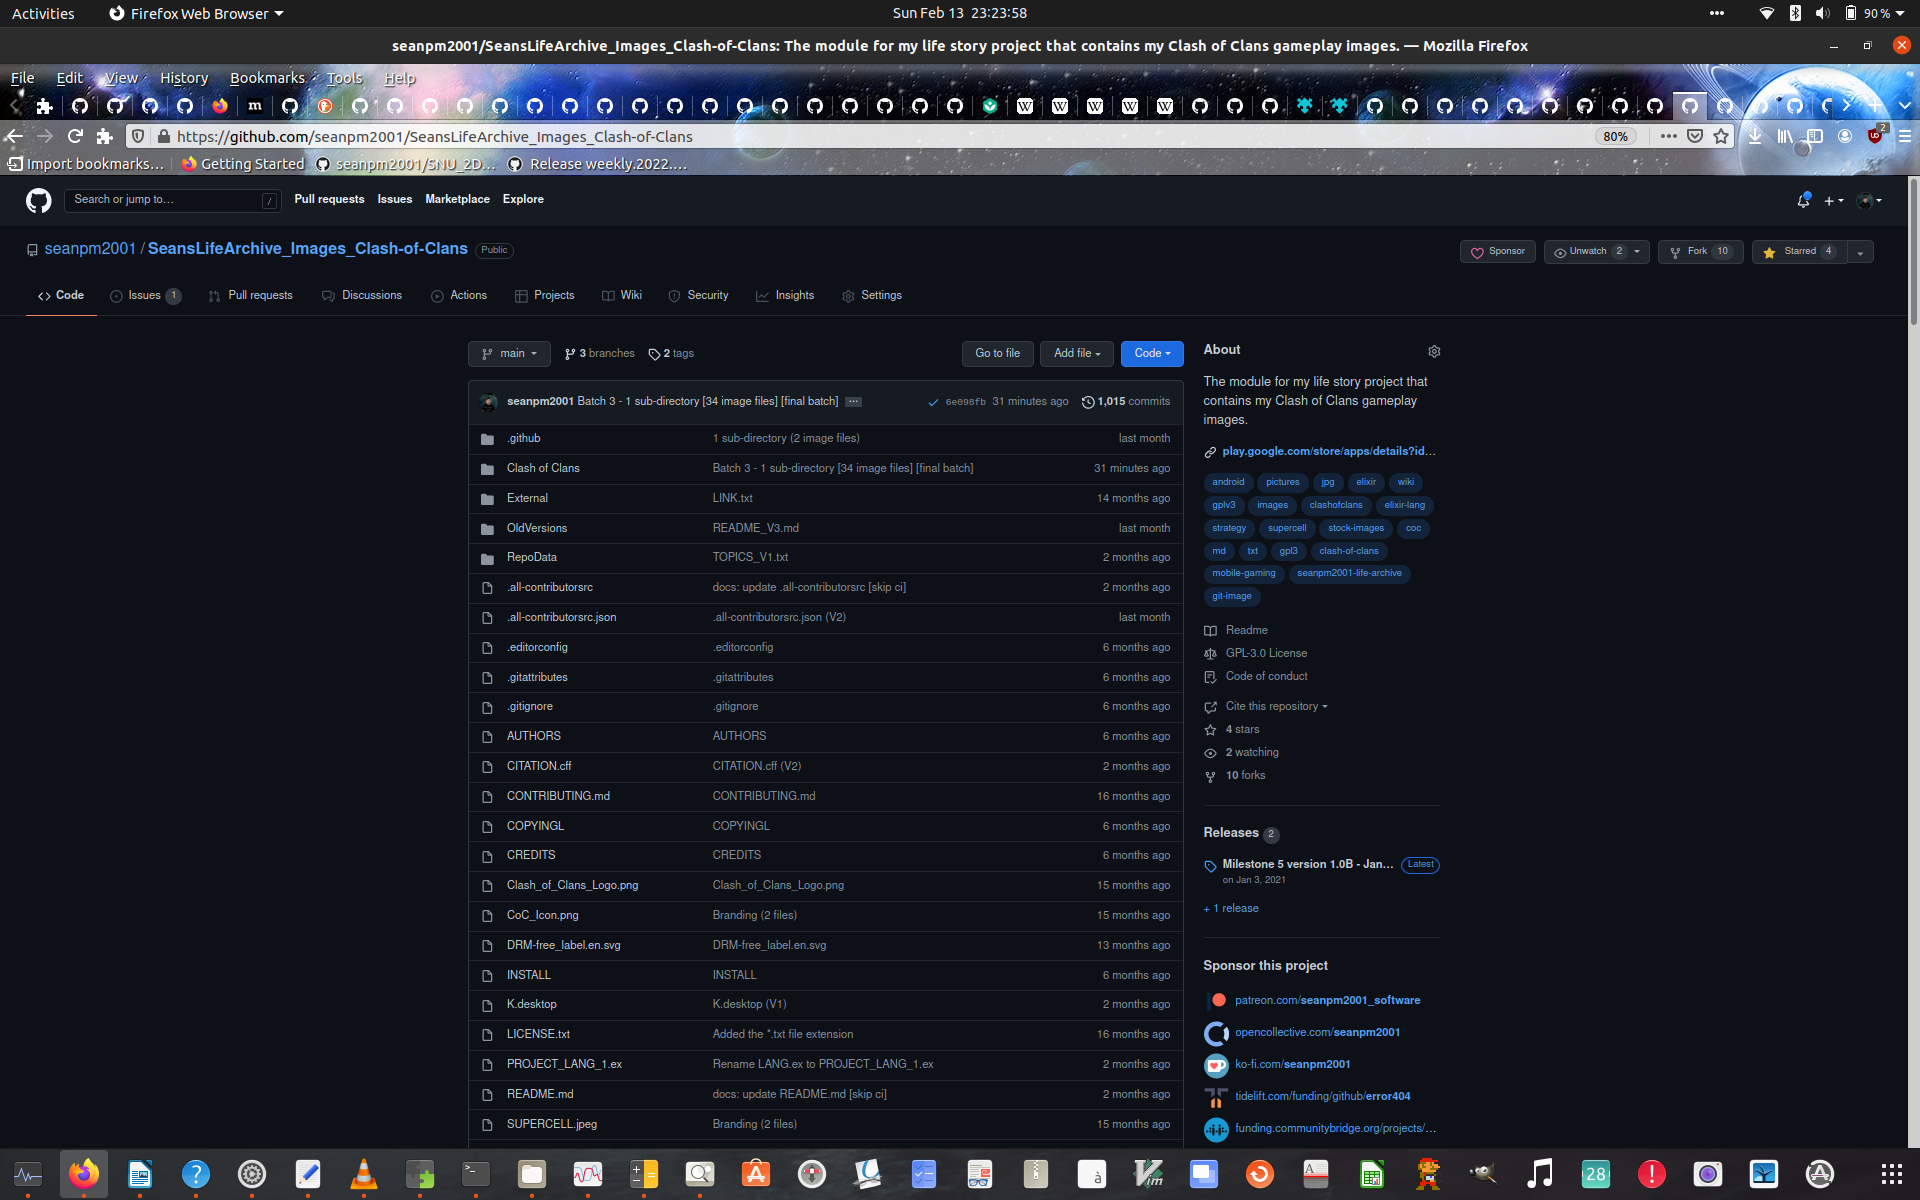 Activities Firefox Web Browser Sun Feb 13 23:23:58 90 %
seanpm2001/SeansLifeArchive_Images_Clash-of-Clans: The module for my life story project that contains my Clash of Clans gameplay images. — Mozilla Firefox
File Edit View History Bookmarks Tools Help
https://github.com/seanpm2001/SeansLifeArchive_Images_Clash-of-Clans 80% 2
Import bookmarks... Getting Started seanpm2001/SNU_2D... Release weekly.2022....
Search or jump to... / Pull requests Issues Marketplace Explore
seanpm2001 / SeansLifeArchive_Images_Clash-of-Clans Public Sponsor Unwatch 2 Fork 10 Starred 4
Code Issues 1 Pull requests Discussions Actions Projects Wiki Security Insights Settings
main 3 branches 2 tags Go to file Add file Code
seanpm2001 Batch 3 - 1 sub-directory [34 image files] [final batch] ... 6e098fb 31 minutes ago 1,015 commits
.github 1 sub-directory (2 image files) last month
Clash of Clans Batch 3 - 1 sub-directory [34 image files] [final batch] 31 minutes ago
External LINK.txt 14 months ago
OldVersions README_V3.md last month
RepoData TOPICS_V1.txt 2 months ago
.all-contributorsrc docs: update .all-contributorsrc [skip ci] 2 months ago
.all-contributorsrc.json .all-contributorsrc.json (V2) last month
.editorconfig .editorconfig 6 months ago
.gitattributes .gitattributes 6 months ago
.gitignore .gitignore 6 months ago
AUTHORS AUTHORS 6 months ago
CITATION.cff CITATION.cff (V2) 2 months ago
CONTRIBUTING.md CONTRIBUTING.md 16 months ago
COPYINGL COPYINGL 6 months ago
CREDITS CREDITS 6 months ago
Clash_of_Clans_Logo.png Clash_of_Clans_Logo.png 15 months ago
CoC_Icon.png Branding (2 files) 15 months ago
DRM-free_label.en.svg DRM-free_label.en.svg 13 months ago
INSTALL INSTALL 6 months ago
K.desktop K.desktop (V1) 2 months ago
LICENSE.txt Added the *.txt file extension 16 months ago
PROJECT_LANG_1.ex Rename LANG.ex to PROJECT_LANG_1.ex 2 months ago
README.md docs: update README.md [skip ci] 2 months ago
SUPERCELL.jpeg Branding (2 files) 15 months ago
About
The module for my life story project that
contains my Clash of Clans gameplay
images.
play.google.com/store/apps/details?id...
android pictures jpg elixir wiki
gplv3 images clashofclans elixir-lang
strategy supercell stock-images coc
md txt gpl3 clash-of-clans
mobile-gaming seanpm2001-life-archive
git-image
Readme
GPL-3.0 License
Code of conduct
Cite this repository
4 stars
2 watching
10 forks
Releases 2
Milestone 5 version 1.0B - Jan... Latest
on Jan 3, 2021
+ 1 release
Sponsor this project
patreon.com/seanpm2001_software
opencollective.com/seanpm2001
ko-fi.com/seanpm2001
tidelift.com/funding/github/error404
funding.communitybridge.org/projects/...
28